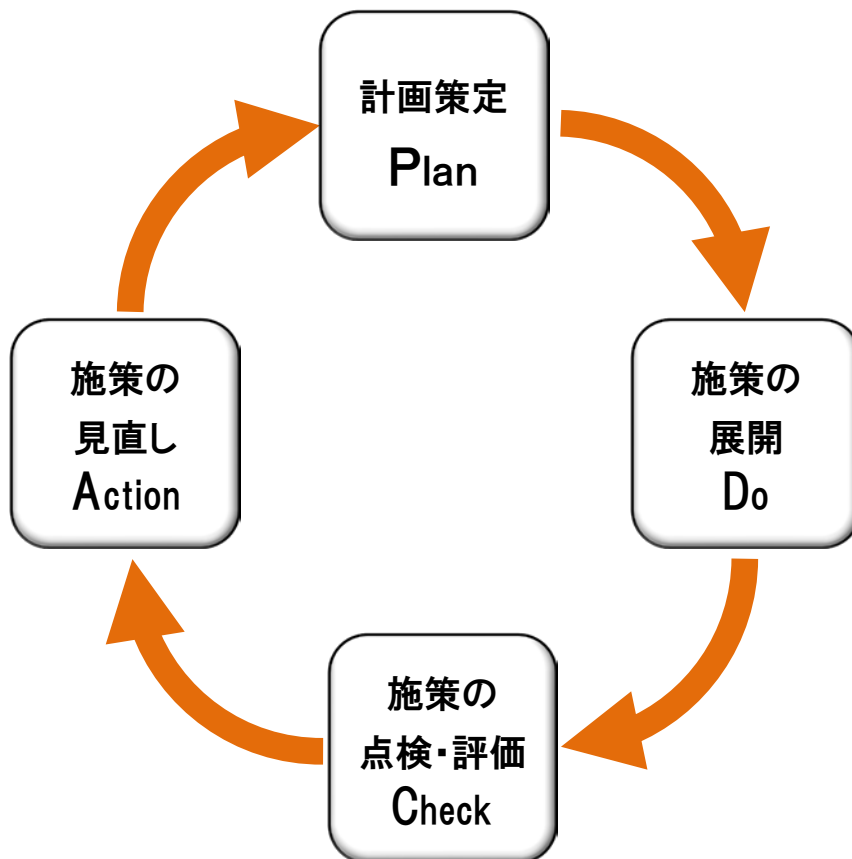 計画策定
Plan
施策の
展開
Do
施策の
点検・評価
Check
施策の
見直し
Action